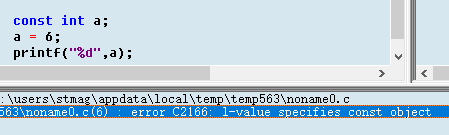 const int a;
a = 6;
printf("%d",a);
:\users\stmag\appdata\local\temp\temp563\noname0.c
563\noname0.c(6) : error C2166: l-value specifies const object